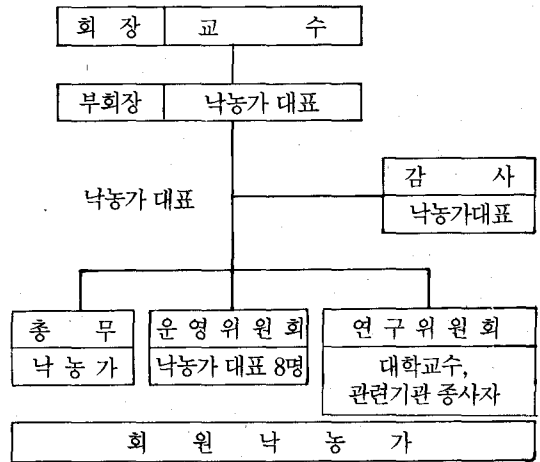 회 장 교 수
부회장 낙농가 대표
낙농가 대표
감 사
낙농가대표
총 무 운영위원회 연구위원회
낙농가 낙농가 대표 8명 대학교수,
관련기관 종사자
회 원 낙 농 가